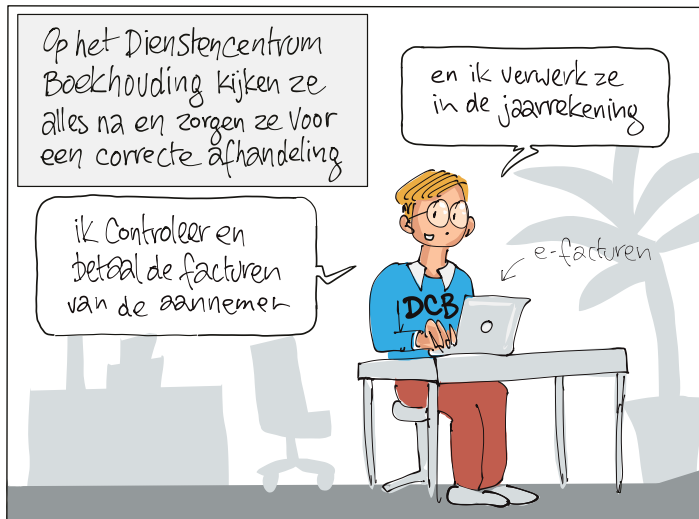 Op het Dienstencentrum
Boekhouding kijken ze
alles na en zorgen ze voor
een correcte afhandeling
en ik verwerk ze
in de jaarrekening
ik controleer en
betaal de facturen
van de aannemer
e-facturen
DCB